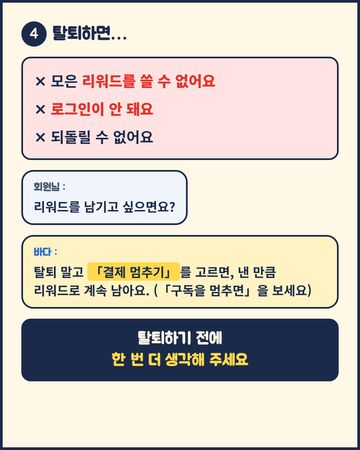 4 탈퇴하면...
× 모은 리워드를 쓸 수 없어요
× 로그인이 안 돼요
× 되돌릴 수 없어요
회원님 :
리워드를 남기고 싶으면요?
바다 :
탈퇴 말고 「결제 멈추기」를 고르면, 낸 만큼
리워드로 계속 남아요. (「구독을 멈추면」을 보세요)
탈퇴하기 전에
한 번 더 생각해 주세요